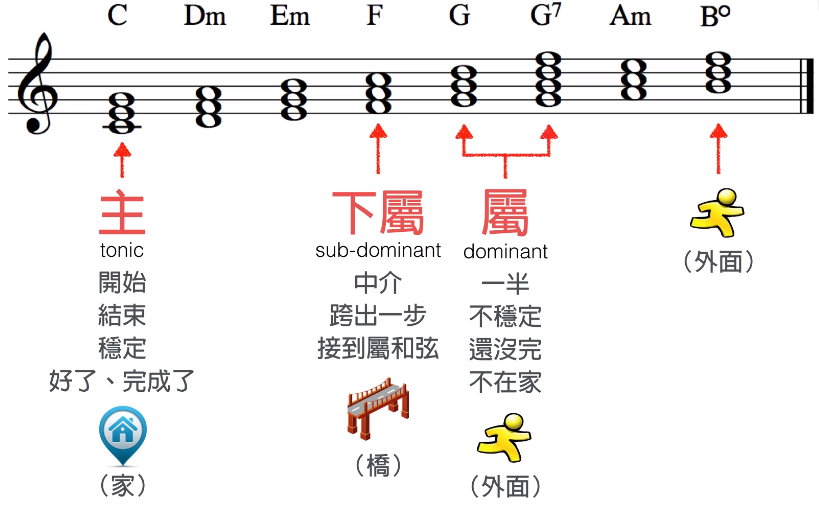 C Dm Em F G G7 Am Bo
主 下屬 屬
tonic sub-dominant dominant
開始 中介 一半
結束 跨出一步 不穩定
穩定 接到屬和弦 還沒完
好了、完成了 不在家
（家） （橋） （外面） （外面）